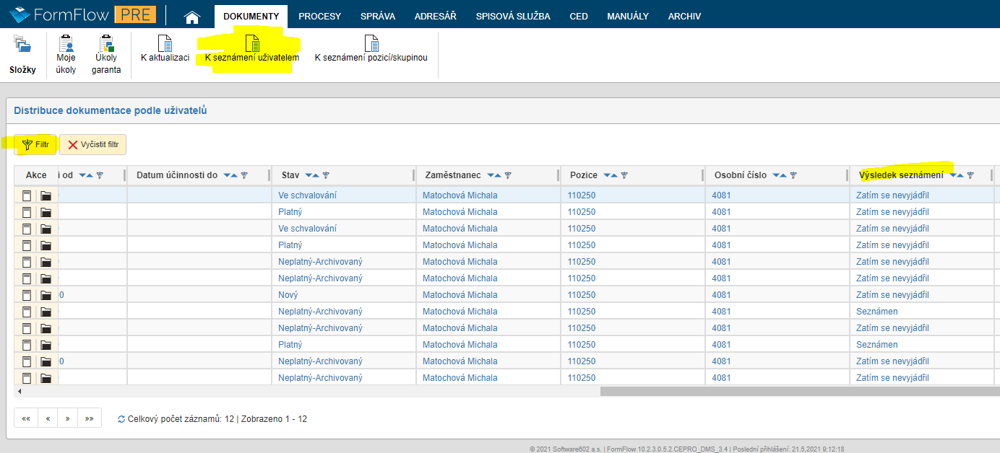 FormFlow PRE DOKUMENTY PROCESY SPRÁVA ADRESÁŘ SPISOVÁ SLUŽBA CED MANUÁLY ARCHIV
Složky
Moje úkoly
Úkoly garanta
K aktualizaci
K seznámení uživatelem
K seznámení pozicí/skupinou
Distribuce dokumentace podle uživatelů
Filtr Vyčistit filtr
Akce i od Datum účinnosti do Stav Zaměstnanec Pozice Osobní číslo Výsledek seznámení
Ve schvalování Matochová Michala 110250 4081 Zatím se nevyjádřil
Platný Matochová Michala 110250 4081 Zatím se nevyjádřil
Ve schvalování Matochová Michala 110250 4081 Zatím se nevyjádřil
Platný Matochová Michala 110250 4081 Zatím se nevyjádřil
Neplatný-Archivovaný Matochová Michala 110250 4081 Zatím se nevyjádřil
Neplatný-Archivovaný Matochová Michala 110250 4081 Zatím se nevyjádřil
0 Nový Matochová Michala 110250 4081 Zatím se nevyjádřil
Neplatný-Archivovaný Matochová Michala 110250 4081 Seznámen
Neplatný-Archivovaný Matochová Michala 110250 4081 Zatím se nevyjádřil
Platný Matochová Michala 110250 4081 Seznámen
0 Neplatný-Archivovaný Matochová Michala 110250 4081 Zatím se nevyjádřil
Neplatný-Archivovaný Matochová Michala 110250 4081 Zatím se nevyjádřil
«« « » »» Celkový počet záznamů: 12 | Zobrazeno 1 - 12
© 2021 Software602 a.s. | FormFlow 10.2.3.0.5.2.CEPRO_DMS_3.4 | Poslední přihlášení: 21.5.2021 9:12:18